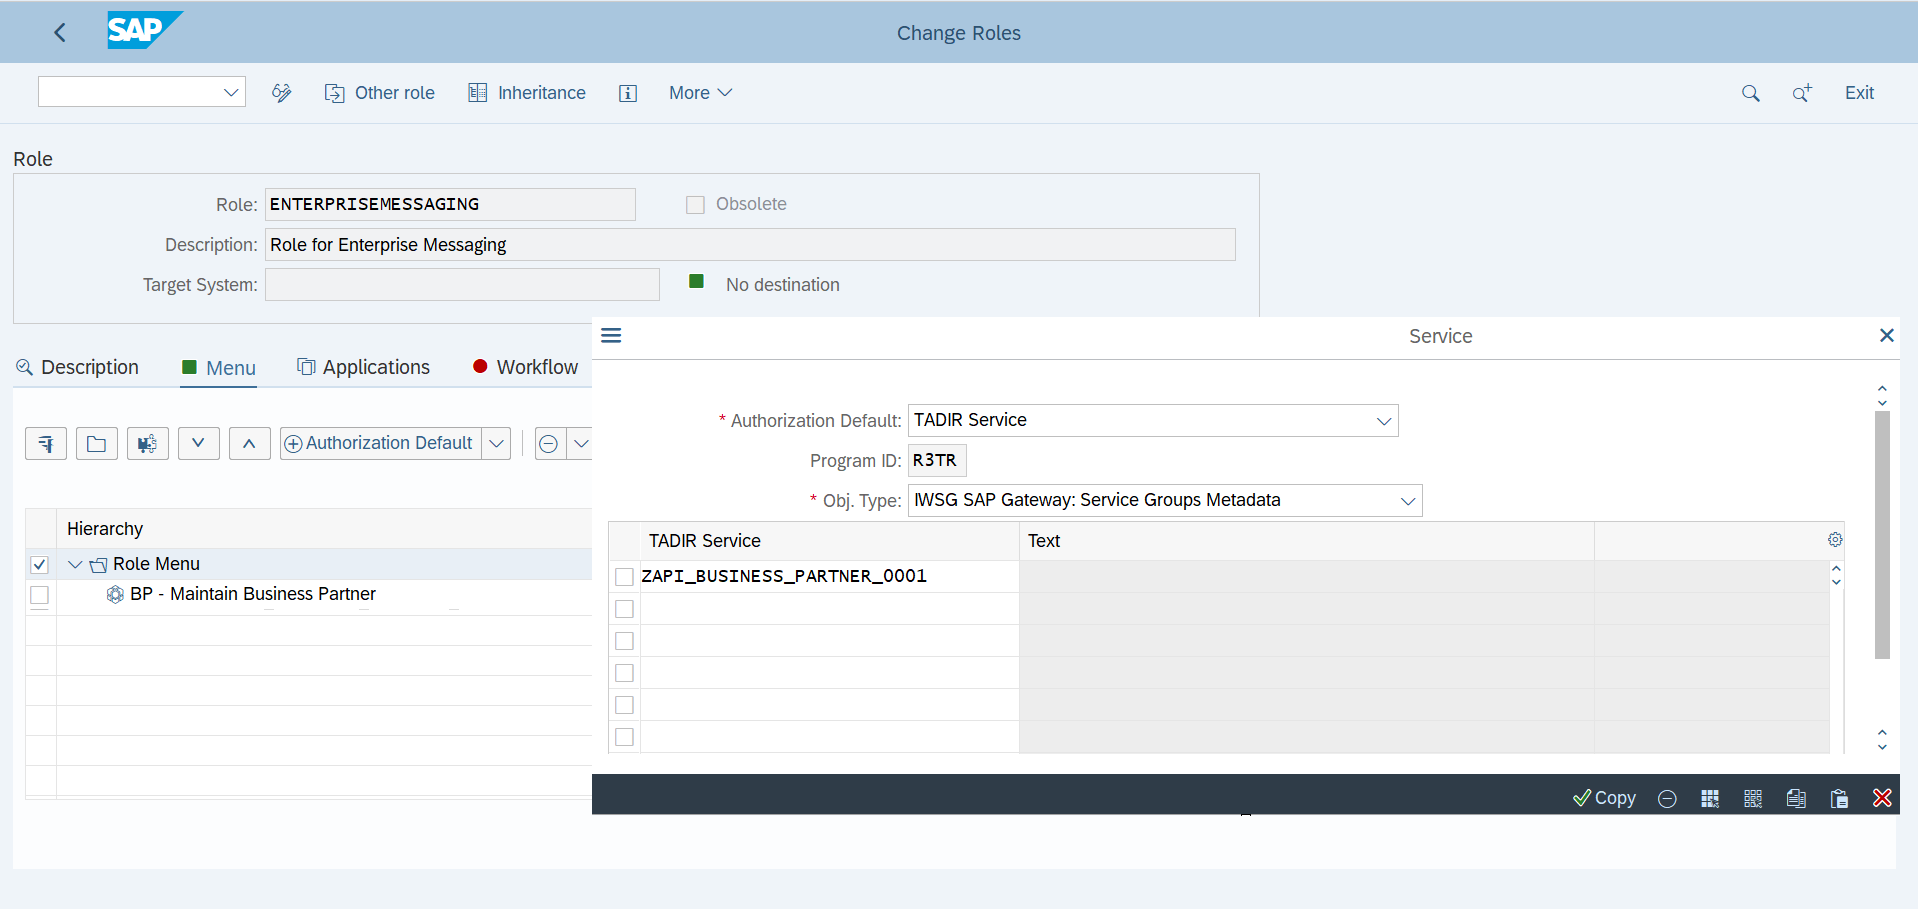 SAP
Change Roles
Other role
Inheritance
More
Exit
Role
Role: ENTERPRISEMESSAGING
Obsolete
Description: Role for Enterprise Messaging
Target System:
No destination
Description
Menu
Applications
Workflow
Authorization Default
Hierarchy
Role Menu
BP - Maintain Business Partner
Service
* Authorization Default: TADIR Service
Program ID: R3TR
* Obj. Type: IWSG SAP Gateway: Service Groups Metadata
TADIR Service
Text
ZAPI_BUSINESS_PARTNER_0001
Copy